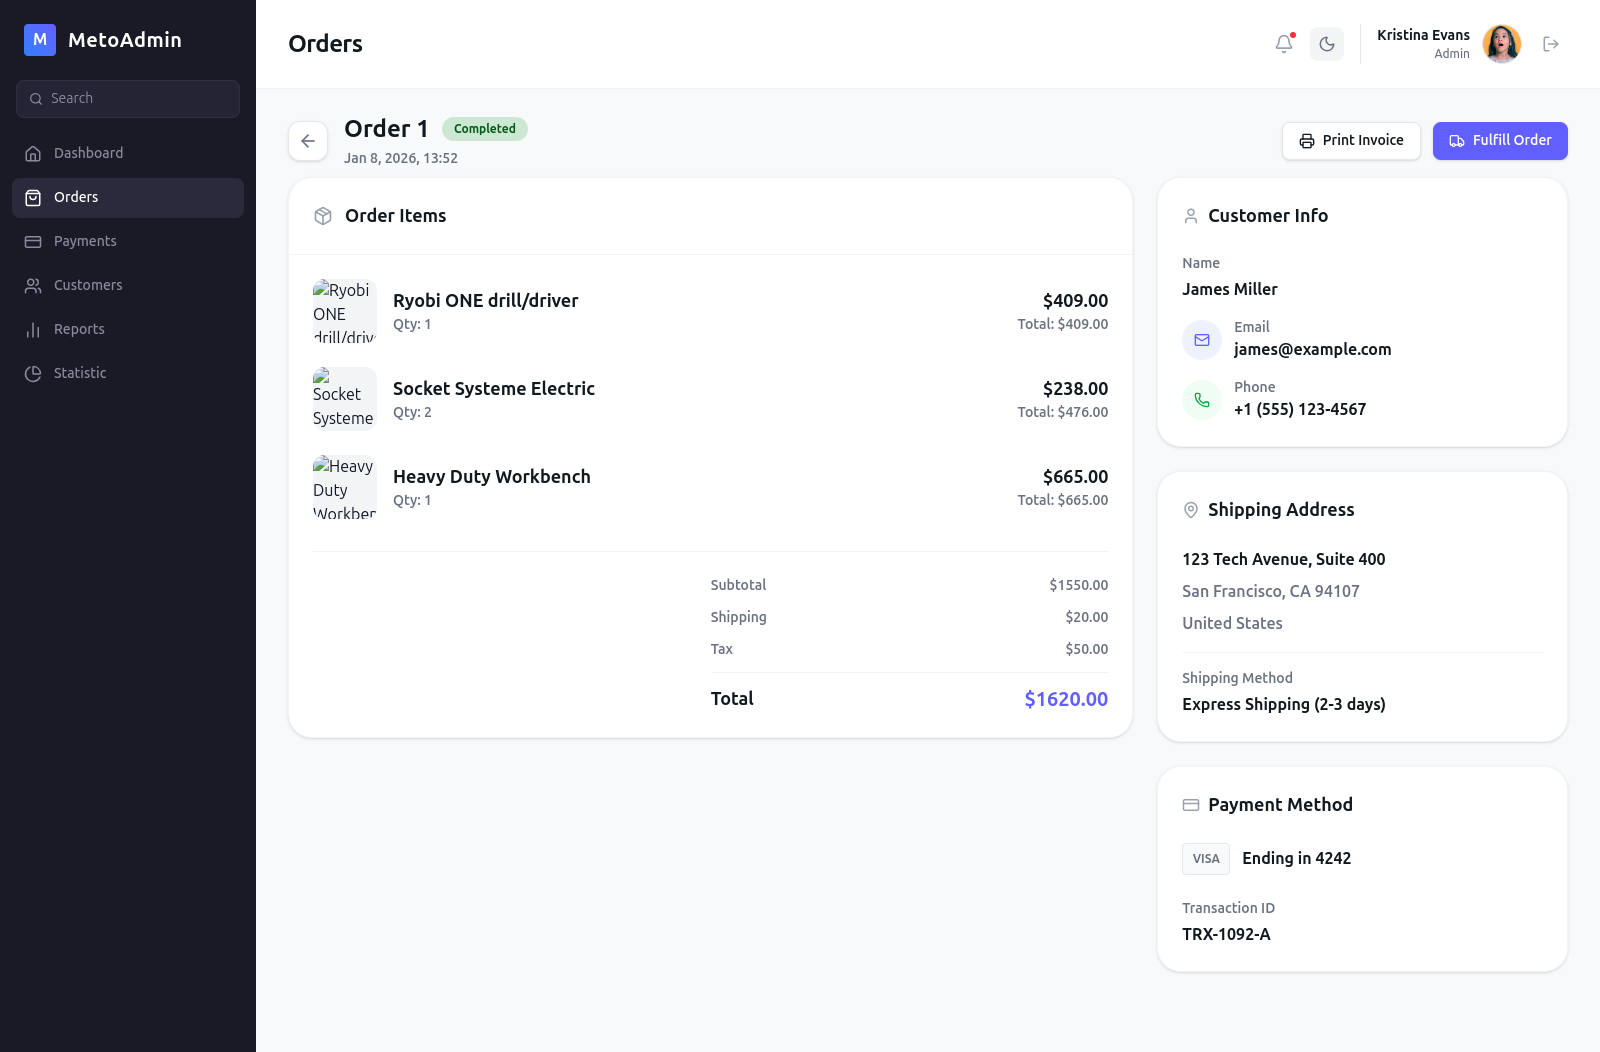 M MetoAdmin
Search
Dashboard
Orders
Payments
Customers
Reports
Statistic
Orders
Kristina Evans
Admin
Order 1 Completed
Jan 8, 2026, 13:52
Print Invoice
Fulfill Order
Order Items
Ryobi
ONE
drill/drive
Ryobi ONE drill/driver
Qty: 1
$409.00
Total: $409.00
Socket
Systeme
Socket Systeme Electric
Qty: 2
$238.00
Total: $476.00
Heavy
Duty
Workben
Heavy Duty Workbench
Qty: 1
$665.00
Total: $665.00
Subtotal $1550.00
Shipping $20.00
Tax $50.00
Total $1620.00
Customer Info
Name
James Miller
Email
james@example.com
Phone
+1 (555) 123-4567
Shipping Address
123 Tech Avenue, Suite 400
San Francisco, CA 94107
United States
Shipping Method
Express Shipping (2-3 days)
Payment Method
VISA Ending in 4242
Transaction ID
TRX-1092-A